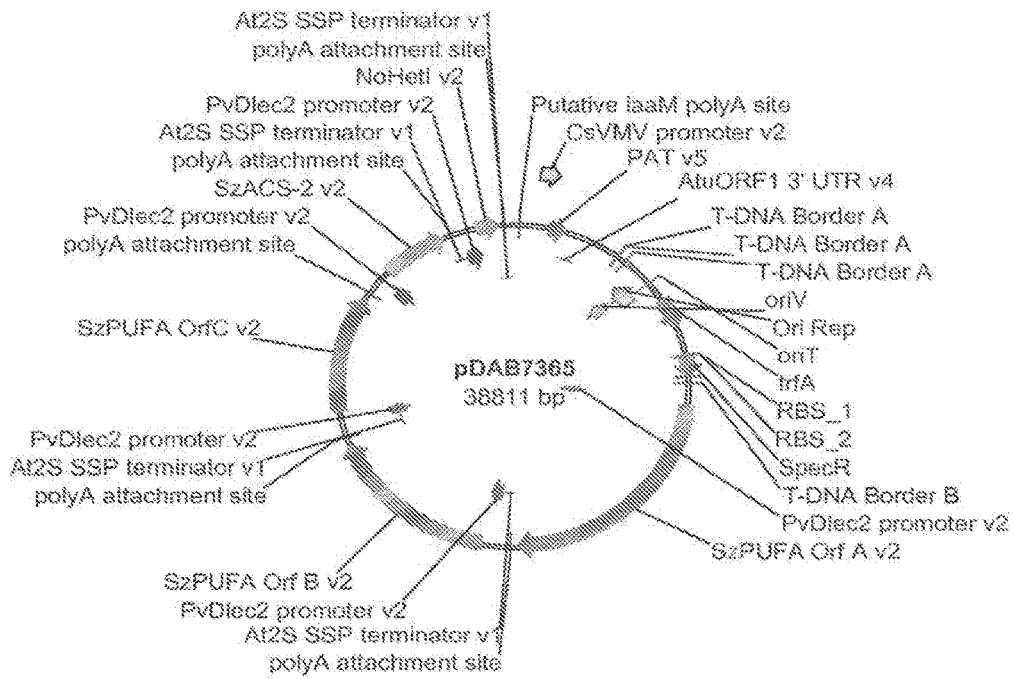 At2S SSP terminator v1
polyA attachment site
NoHetI v2
PvDlec2 promoter v2
At2S SSP terminator v1
polyA attachment site
SzACS-2 v2
PvDlec2 promoter v2
polyA attachment site
SzPUFA OrfC v2
PvDlec2 promoter v2
At2S SSP terminator v1
polyA attachment site
SzPUFA Orf B v2
PvDlec2 promoter v2
At2S SSP terminator v1
polyA attachment site
Putative iaaM polyA site
CsVMV promoter v2
PAT v5
AtuORF1 3' UTR v4
T-DNA Border A
T-DNA Border A
T-DNA Border A
oriV
Ori Rep
oriT
trfA
RBS_1
RBS_2
SpecR
T-DNA Border B
PvDlec2 promoter v2
SzPUFA Orf A v2
pDAB7365
38811 bp